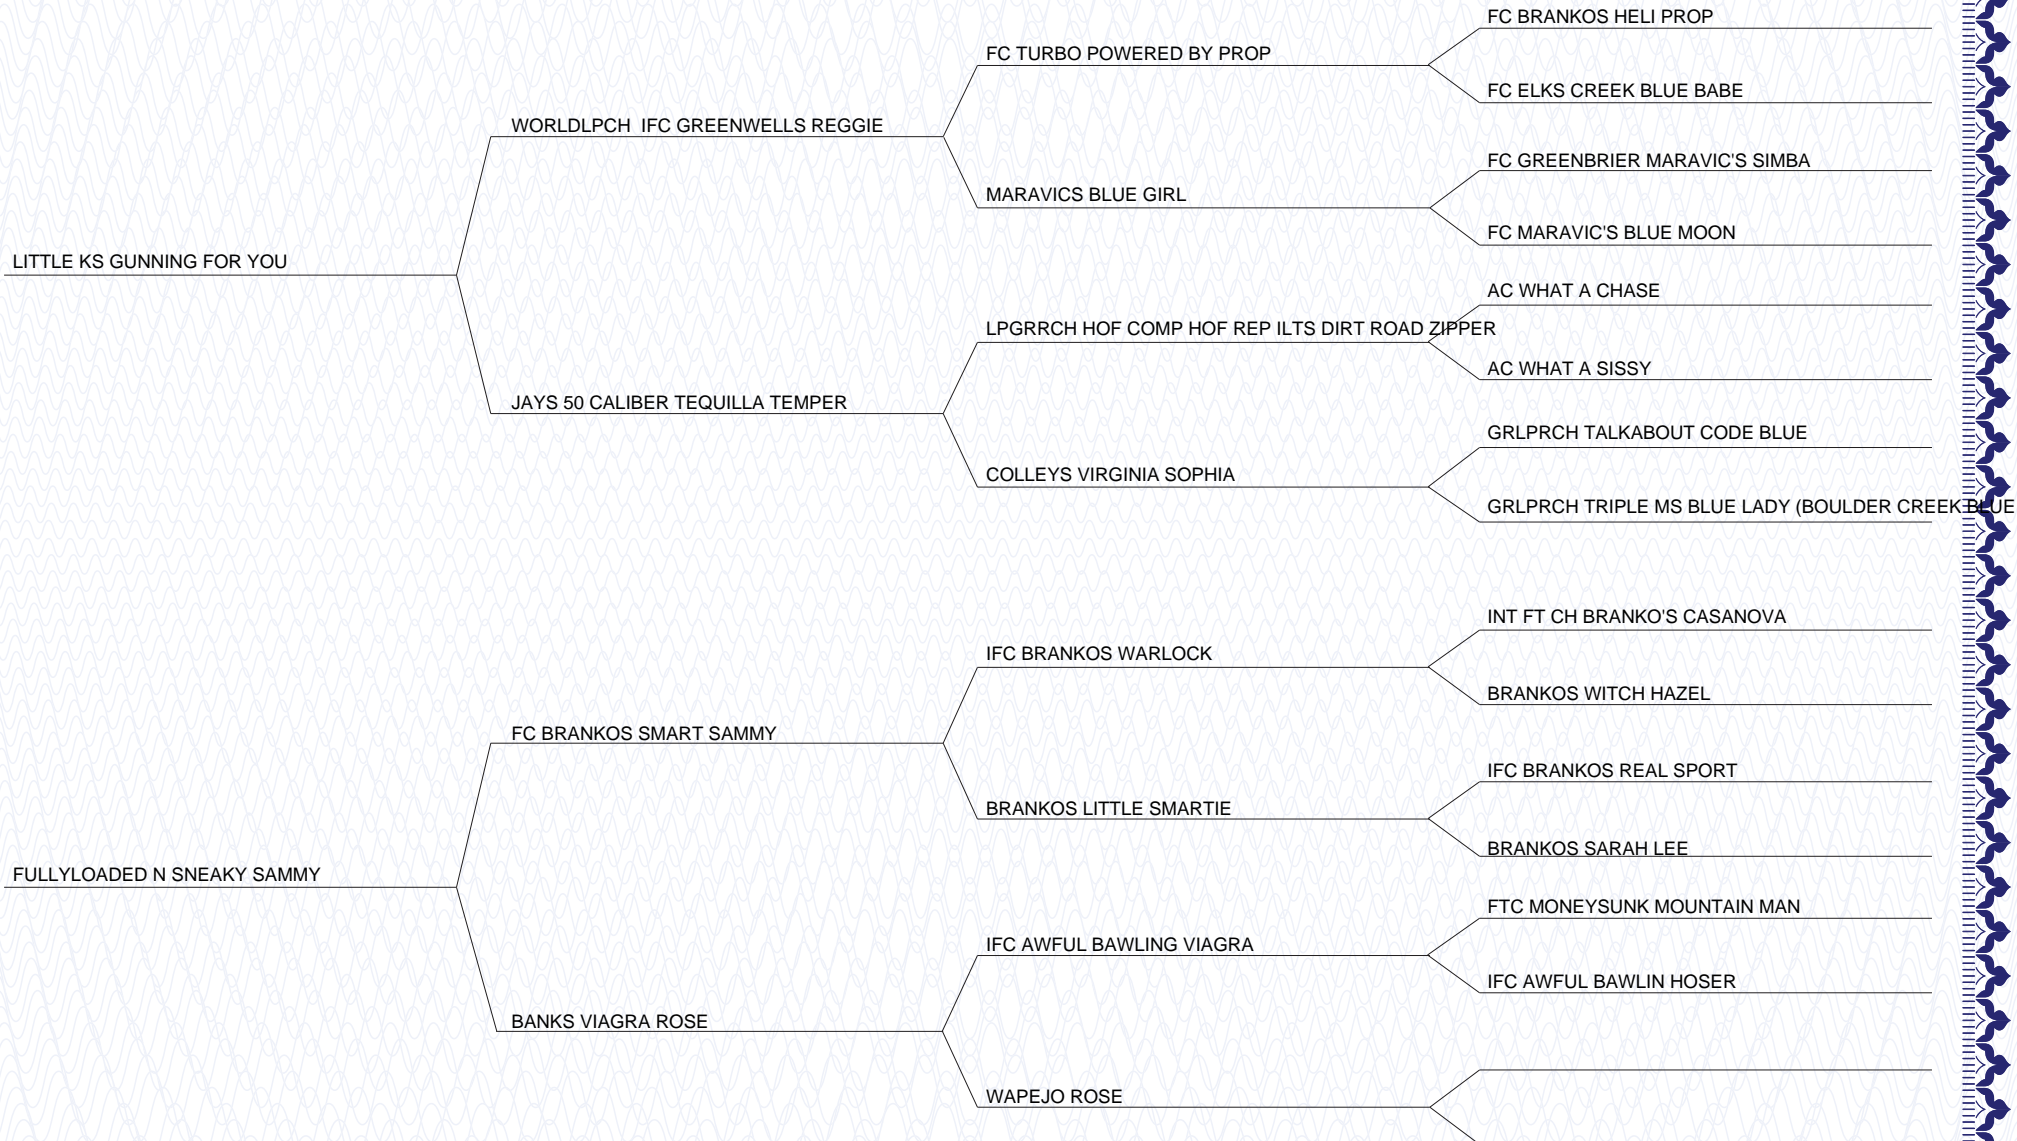 FC BRANKOS HELI PROP
FC TURBO POWERED BY PROP
FC ELKS CREEK BLUE BABE
WORLDLPCH  IFC GREENWELLS REGGIE
FC GREENBRIER MARAVIC'S SIMBA
MARAVICS BLUE GIRL
FC MARAVIC'S BLUE MOON
LITTLE KS GUNNING FOR YOU
AC WHAT A CHASE
LPGRRCH HOF COMP HOF REP ILTS DIRT ROAD ZIPPER
AC WHAT A SISSY
JAYS 50 CALIBER TEQUILLA TEMPER
GRLPRCH TALKABOUT CODE BLUE
COLLEYS VIRGINIA SOPHIA
GRLPRCH TRIPLE MS BLUE LADY (BOULDER CREEK BLUE
INT FT CH BRANKO'S CASANOVA
IFC BRANKOS WARLOCK
BRANKOS WITCH HAZEL
FC BRANKOS SMART SAMMY
IFC BRANKOS REAL SPORT
BRANKOS LITTLE SMARTIE
BRANKOS SARAH LEE
FULLYLOADED N SNEAKY SAMMY
FTC MONEYSUNK MOUNTAIN MAN
IFC AWFUL BAWLING VIAGRA
IFC AWFUL BAWLIN HOSER
BANKS VIAGRA ROSE
WAPEJO ROSE